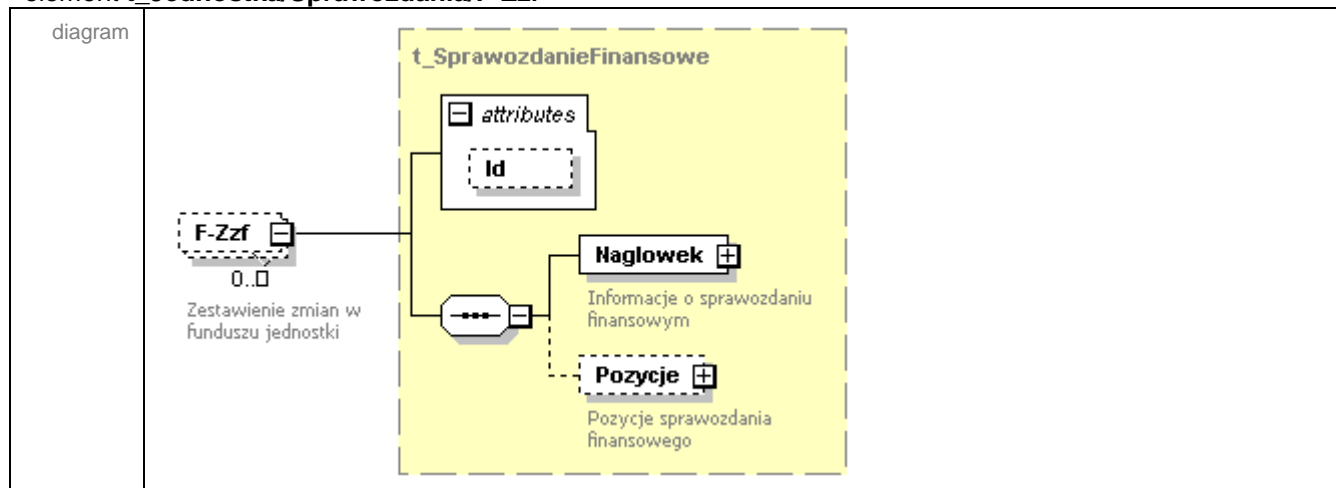 diagram
t_SprawozdanieFinansowe
attributes
Id
F-Zzf
0..
Zestawienie zmian w
funduszu jednostki
Naglowek
Informacje o sprawozdaniu
finansowym
Pozycje
Pozycje sprawozdania
finansowego